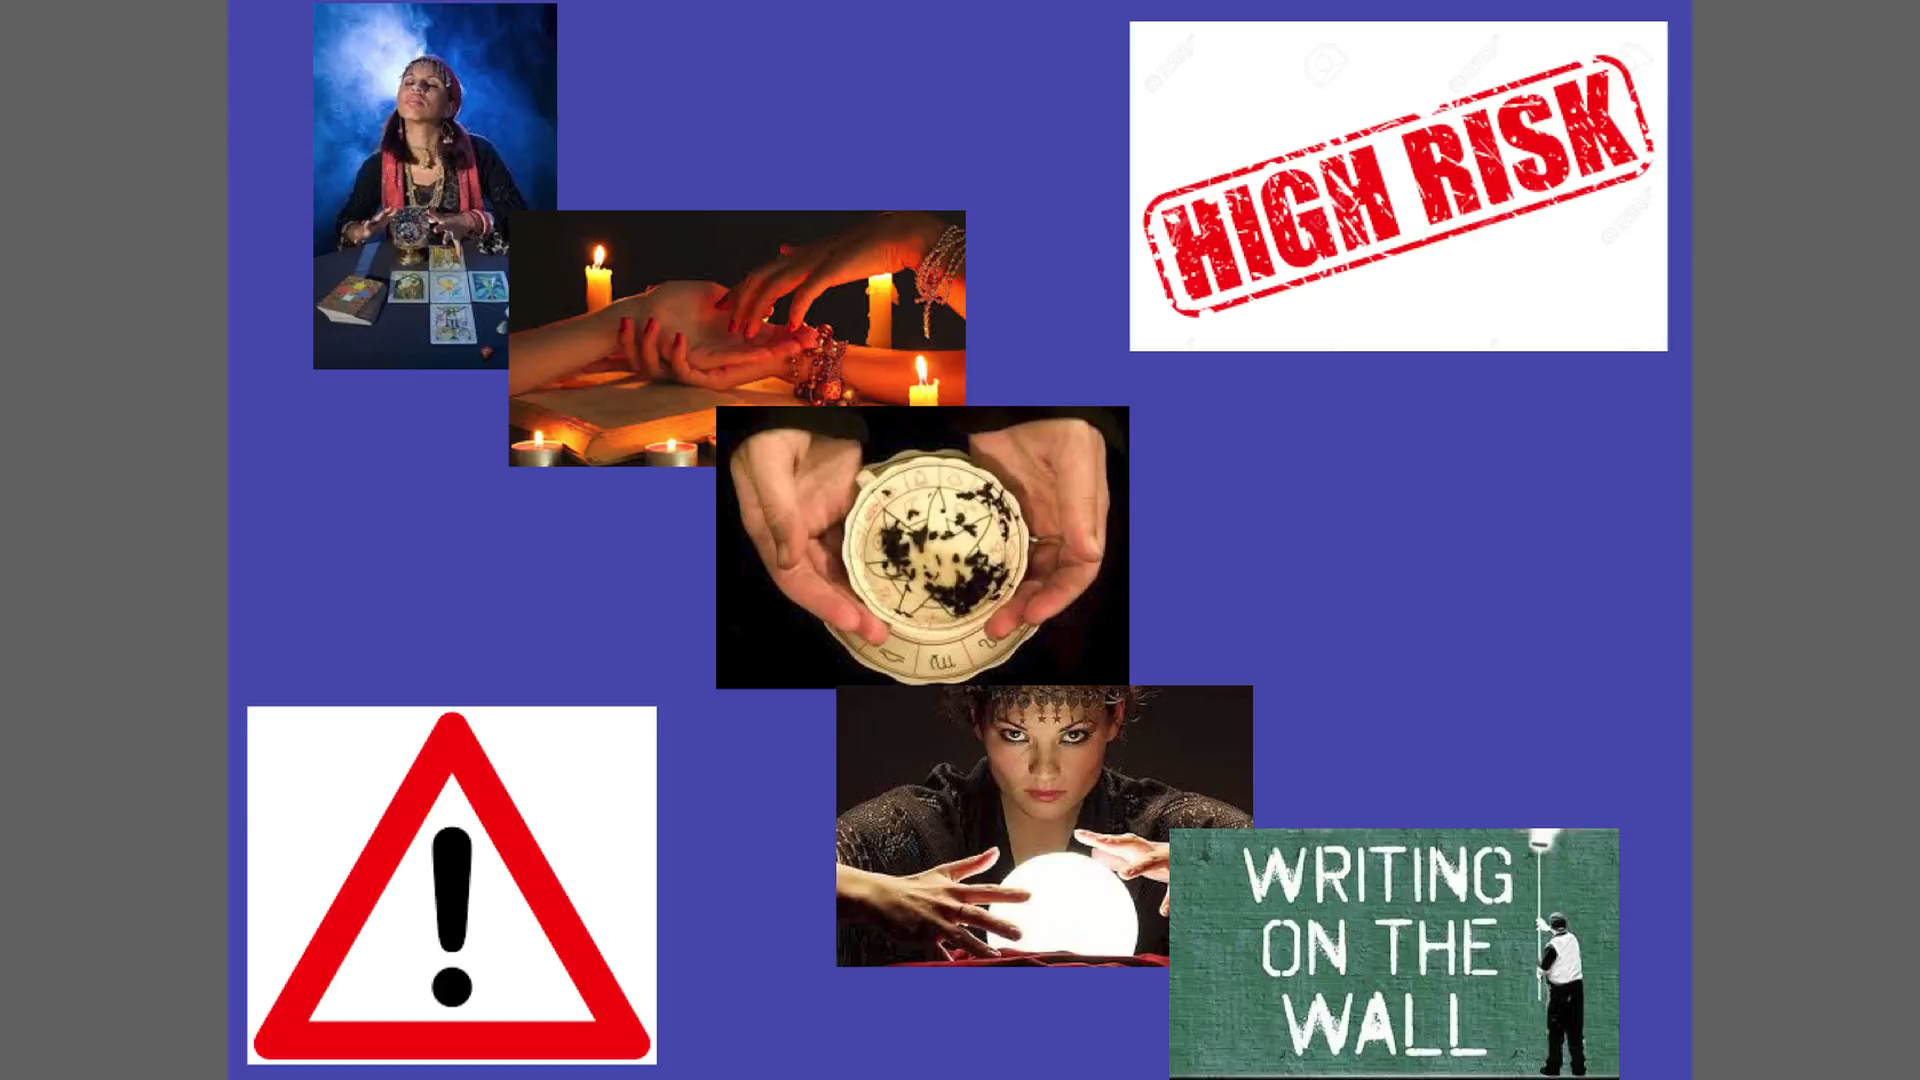 HIGH RISK
WRITING
ON THE
WALL